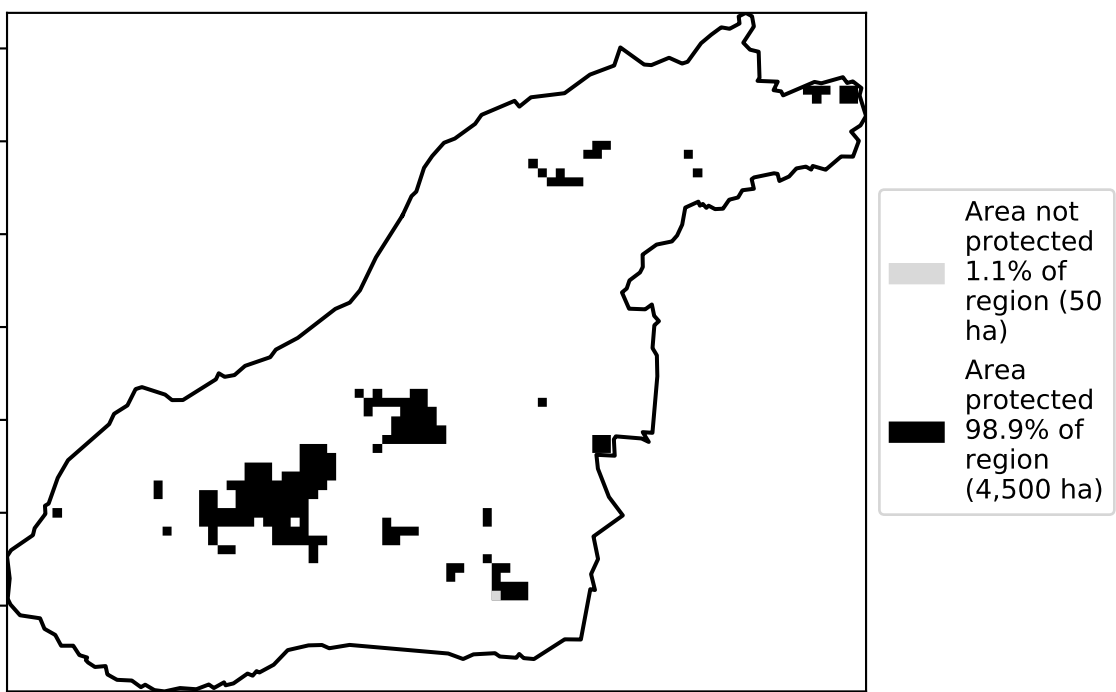 Area not
protected
1.1% of
region (50
ha)
Area
protected
98.9% of
region
(4,500 ha)